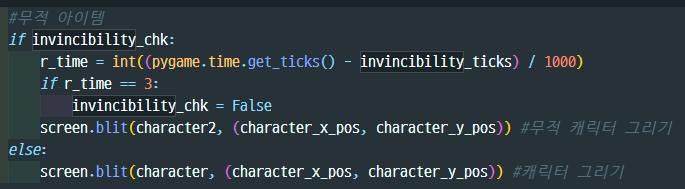 #무적 아이템
if invincibility_chk:
    r_time = int((pygame.time.get_ticks() - invincibility_ticks) / 1000)
    if r_time == 3:
        invincibility_chk = False
    screen.blit(character2, (character_x_pos, character_y_pos)) #무적 캐릭터 그리기
else:
    screen.blit(character, (character_x_pos, character_y_pos)) #캐릭터 그리기